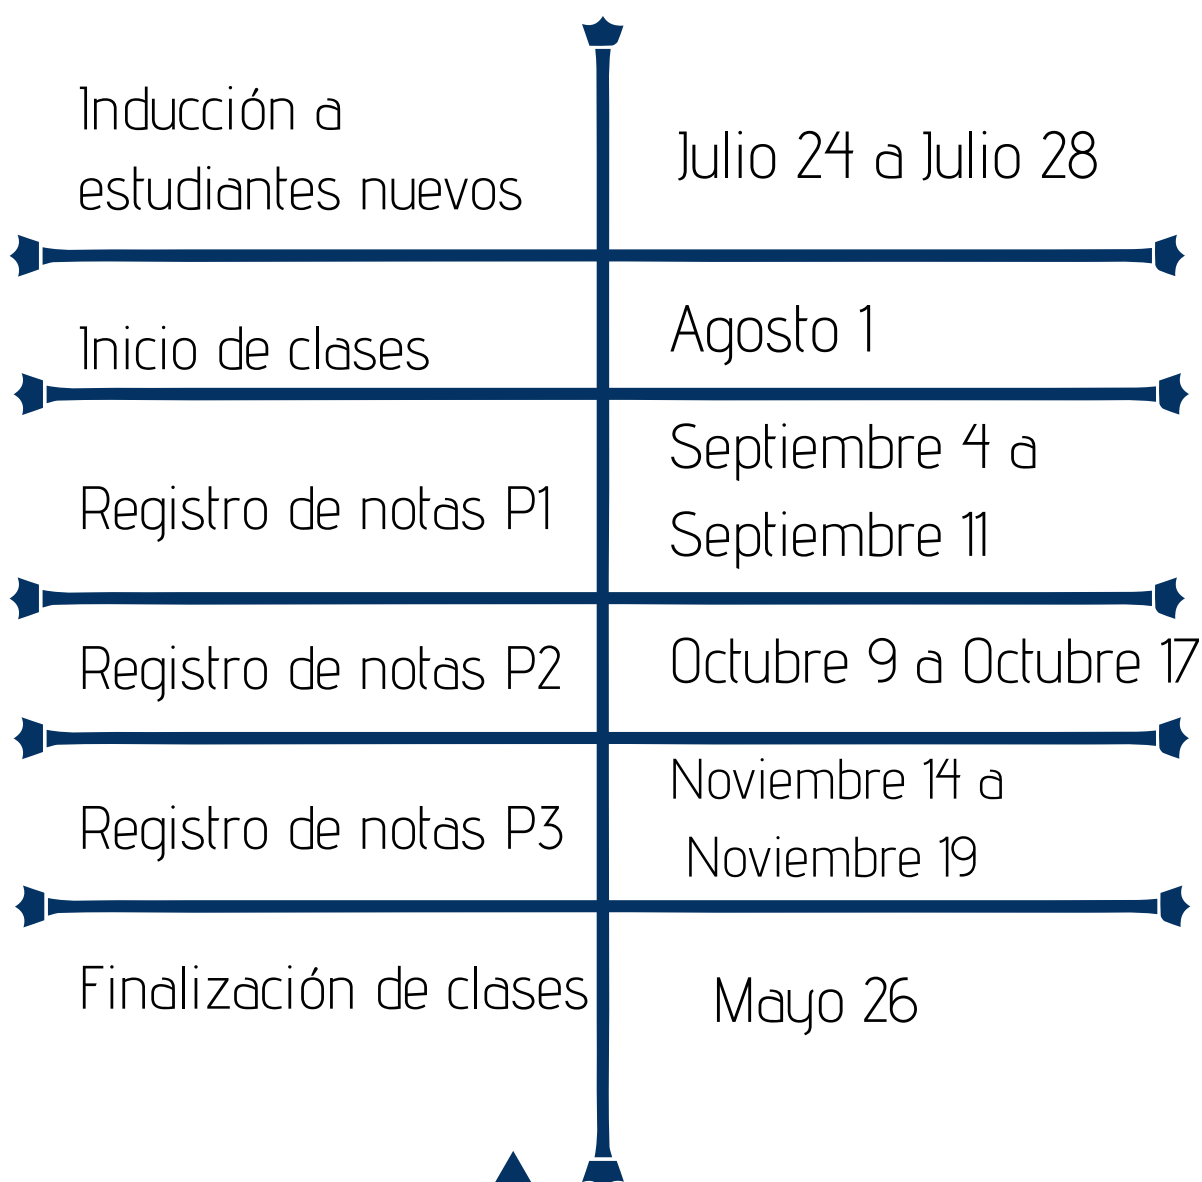 Inducción a
estudiantes nuevos
Julio 24 a Julio 28
Inicio de clases
Agosto 1
Registro de notas P1
Septiembre 4 a
Septiembre 11
Registro de notas P2
Octubre 9 a Octubre 17
Registro de notas P3
Noviembre 14 a
Noviembre 19
Finalización de clases
Mayo 26